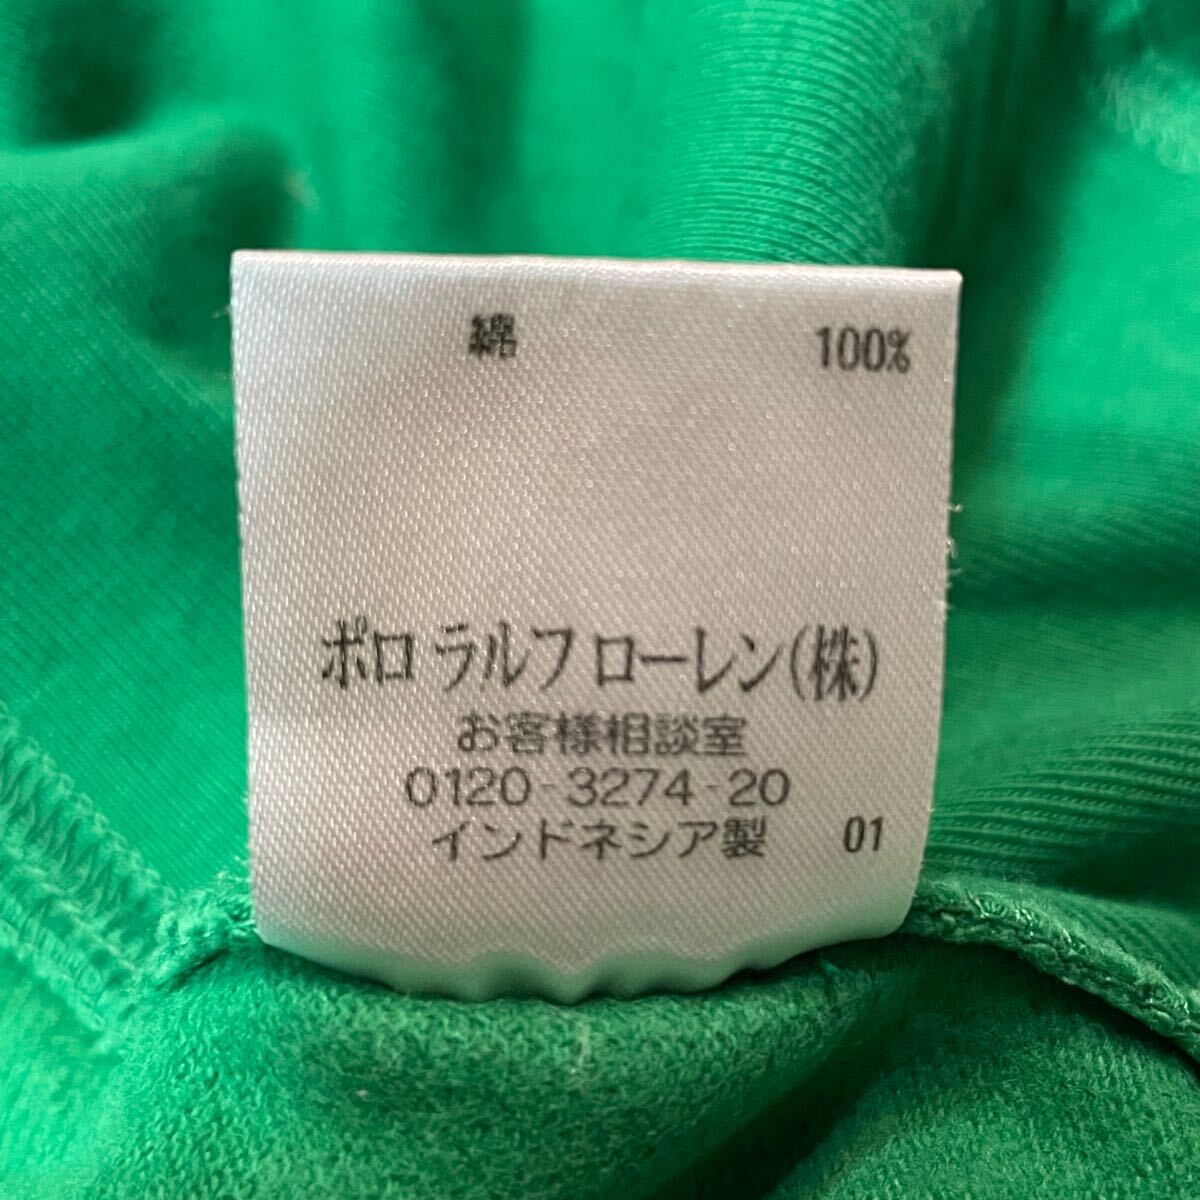 綿 100%
ポロ ラルフ ローレン(株)
お客様相談室
0120-3274-20
インドネシア製 01